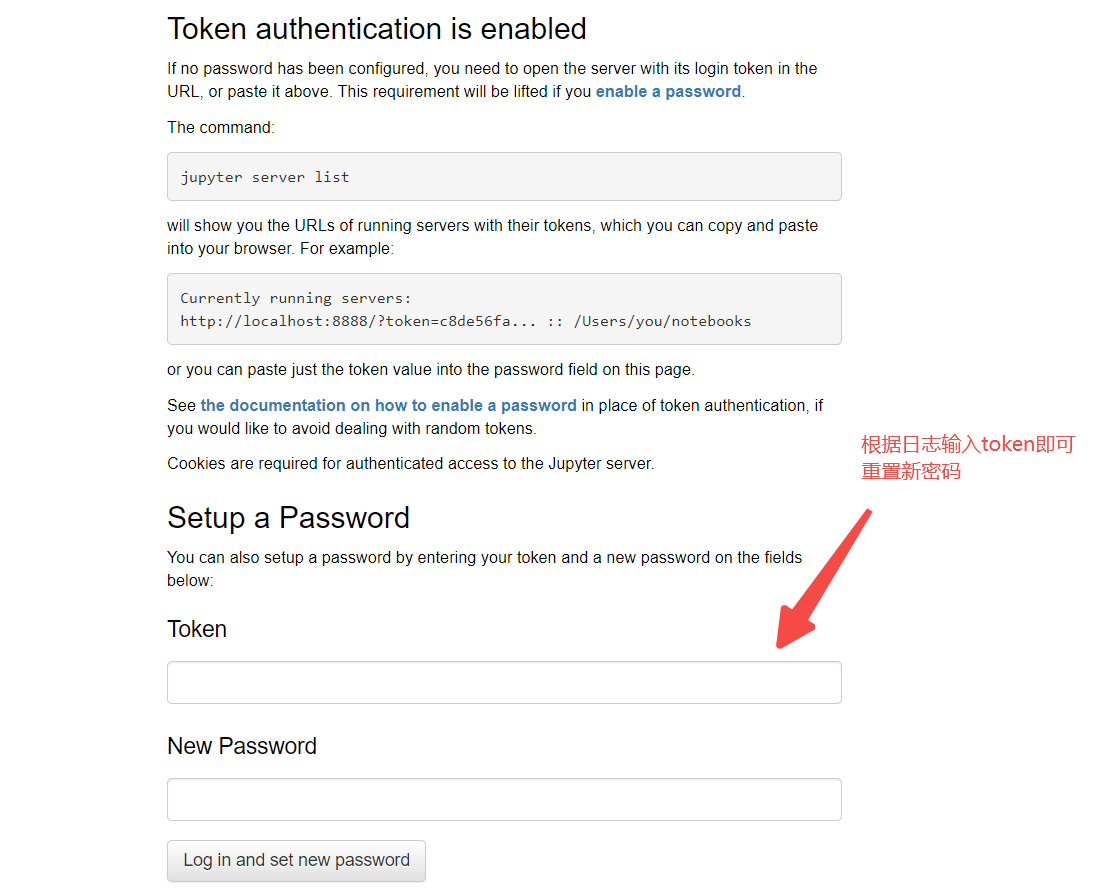 Token authentication is enabled
If no password has been configured, you need to open the server with its login token in the
URL, or paste it above. This requirement will be lifted if you enable a password.
The command:
jupyter server list
will show you the URLs of running servers with their tokens, which you can copy and paste
into your browser. For example:
Currently running servers:
http://localhost:8888/?token=c8de56fa... :: /Users/you/notebooks
or you can paste just the token value into the password field on this page.
See the documentation on how to enable a password in place of token authentication, if
you would like to avoid dealing with random tokens.
根据日志输入token即可
重置新密码
Cookies are required for authenticated access to the Jupyter server.
Setup a Password
You can also setup a password by entering your token and a new password on the fields
below:
Token
New Password
Log in and set new password